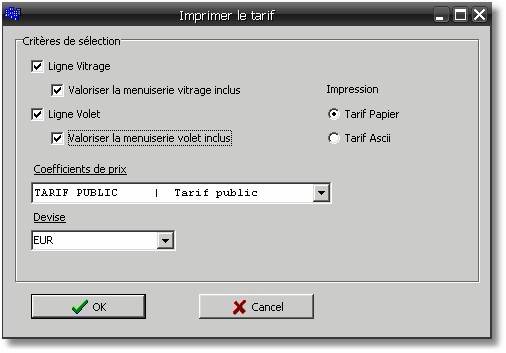 Imprimer le tarif
Critères de sélection
Ligne Vitrage
Valoriser la menuiserie vitrage inclus
Ligne Volet
Valoriser la menuiserie volet inclus
Impression
Tarif Papier
Tarif Ascii
Coefficients de prix
TARIF PUBLIC | Tarif public
Devise
EUR
OK
Cancel